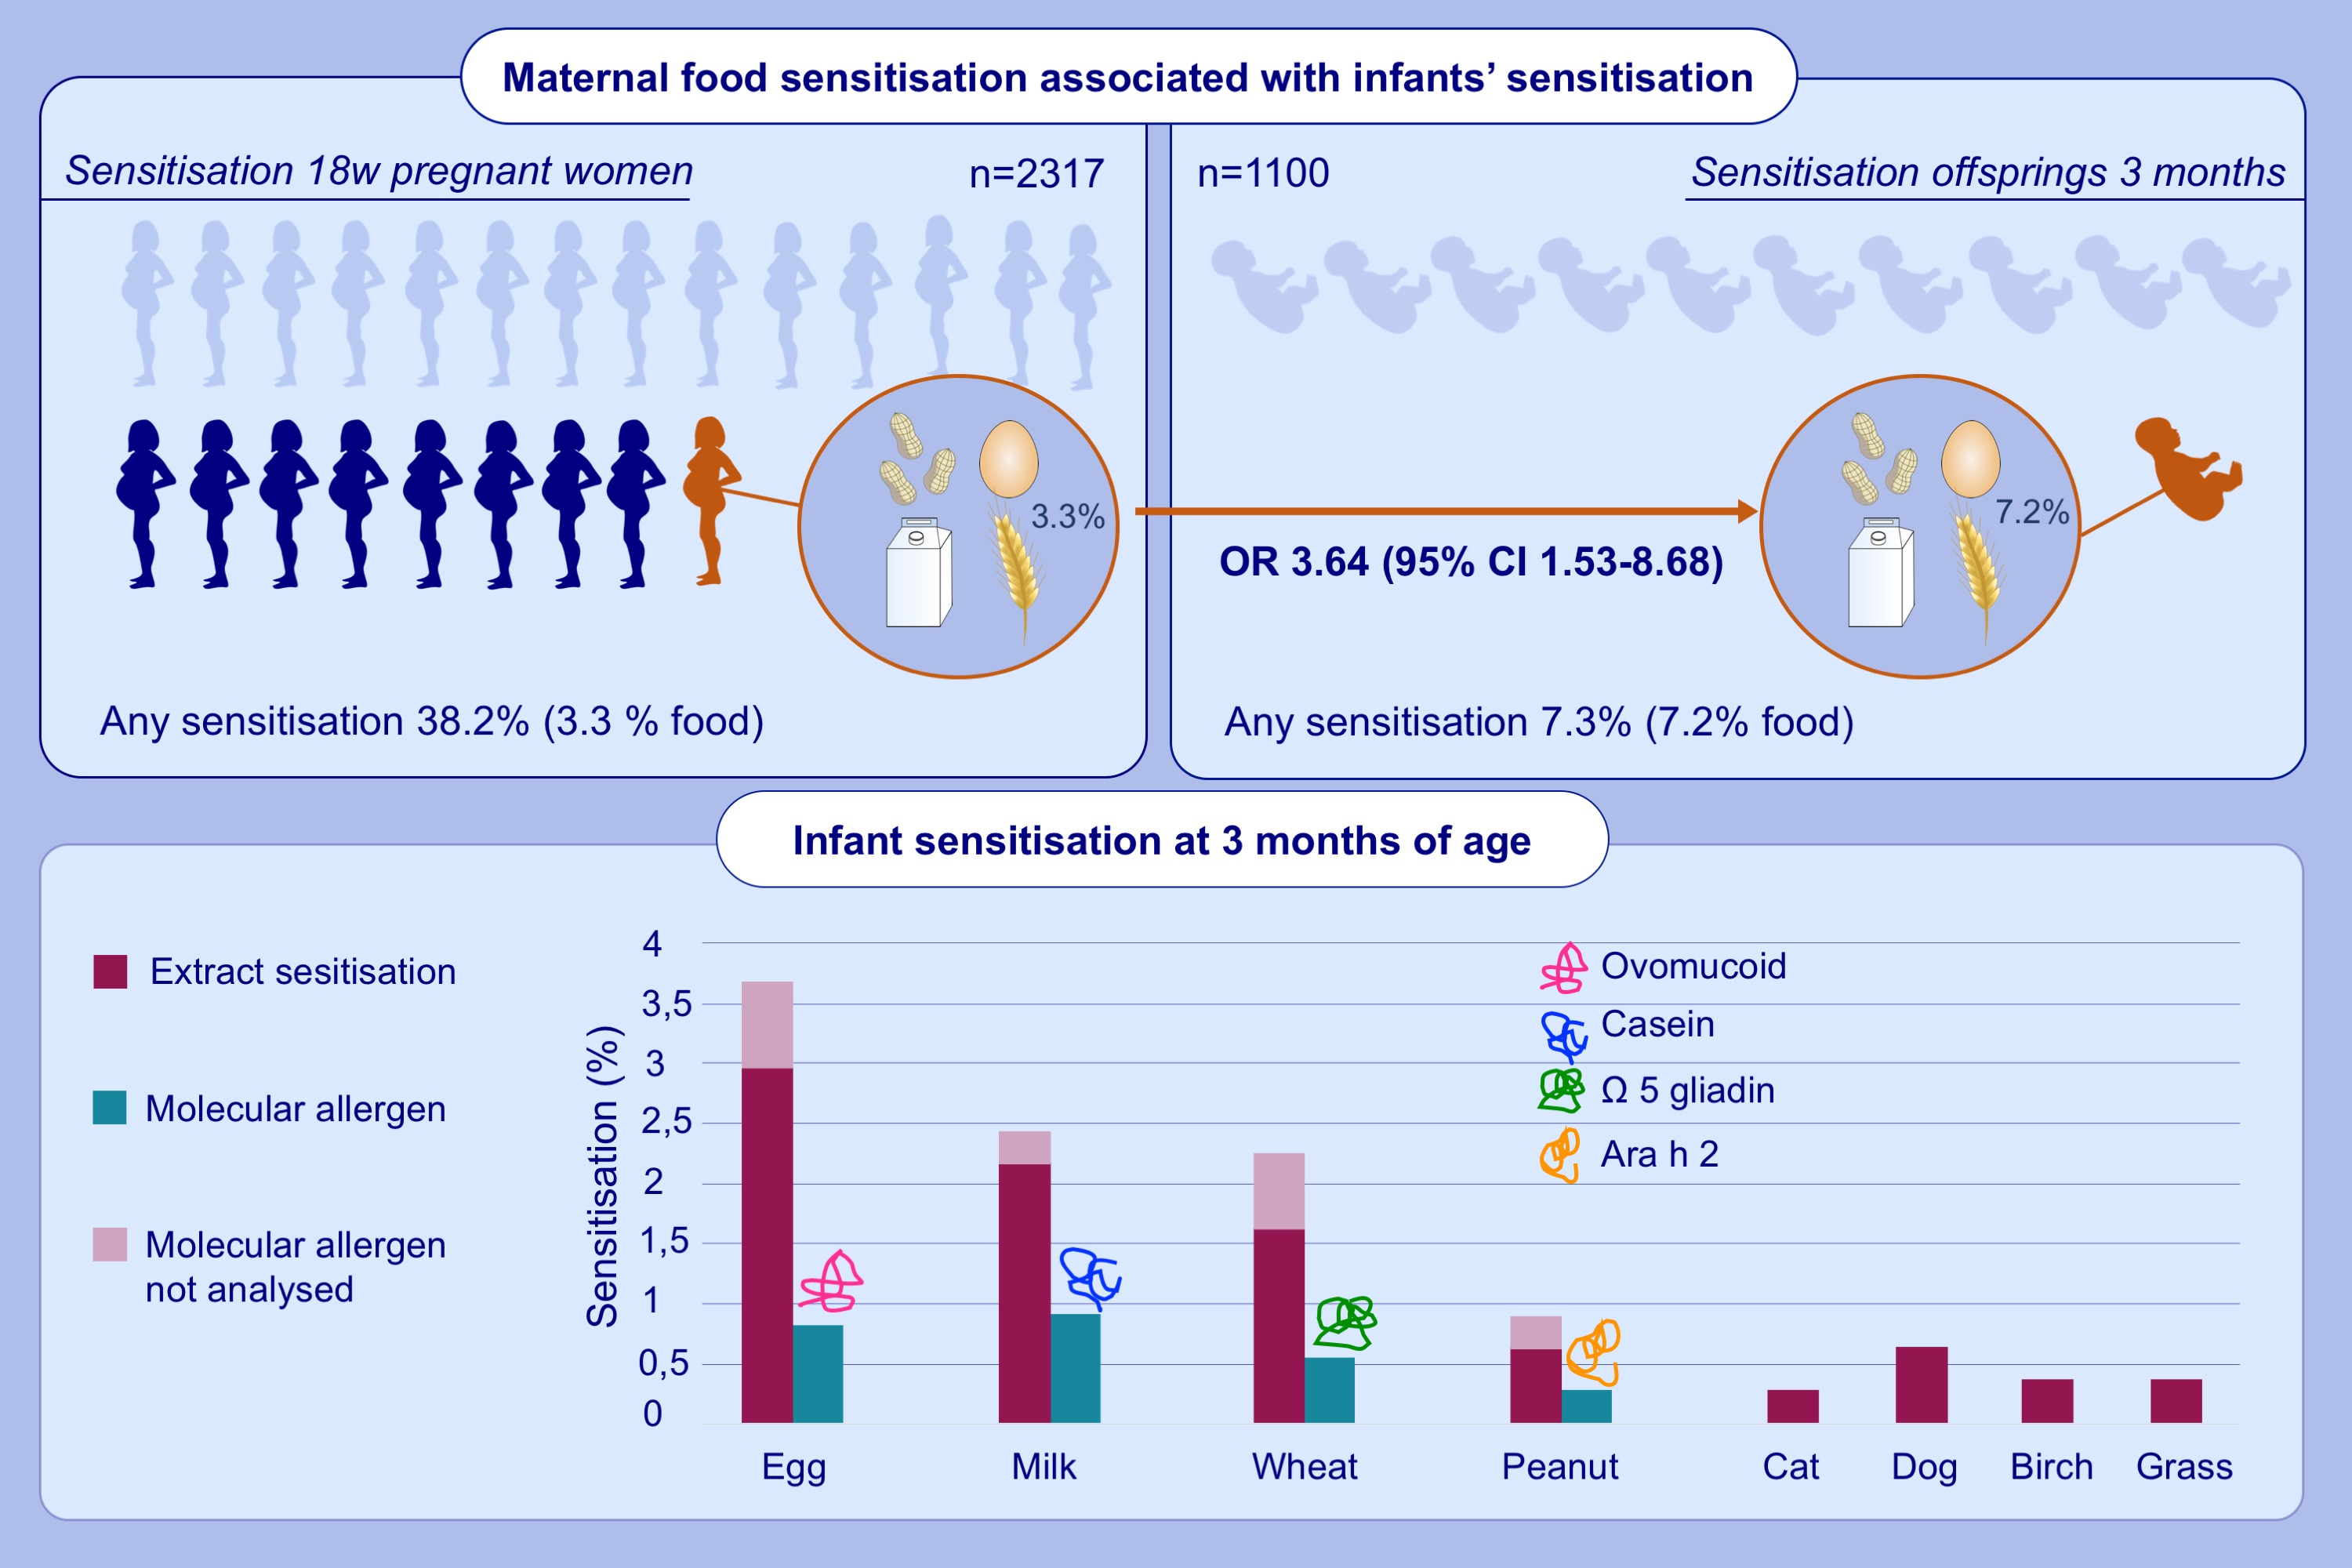 Maternal food sensitisation associated with infants’ sensitisation
Sensitisation 18w pregnant women
n=2317
n=1100
Sensitisation offsprings 3 months
3.3%
7.2%
OR 3.64 (95% CI 1.53-8.68)
Any sensitisation 38.2% (3.3 % food)
Any sensitisation 7.3% (7.2% food)
Infant sensitisation at 3 months of age
Extract sesitisation
Molecular allergen
Molecular allergen
not analysed
Sensitisation (%)
4
3,5
3
2,5
2
1,5
1
0,5
0
Ovomucoid
Casein
Ω 5 gliadin
Ara h 2
Egg
Milk
Wheat
Peanut
Cat
Dog
Birch
Grass